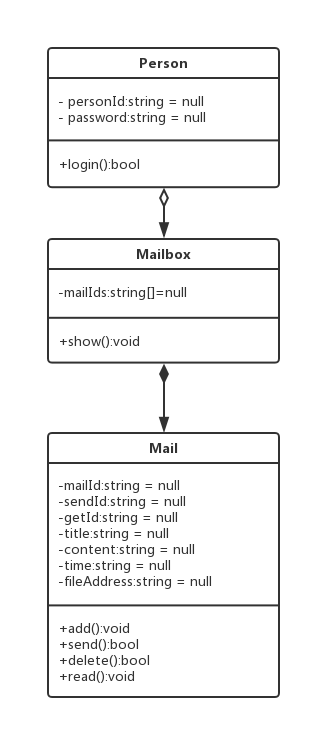 Person
- personId:string = null
- password:string = null
+login():bool
Mailbox
-mailIds:string[]=null
+show():void
Mail
-mailId:string = null
-sendId:string = null
-getId:string = null
-title:string = null
-content:string = null
-time:string = null
-fileAddress:string = null
+add():void
+send():bool
+delete():bool
+read():void